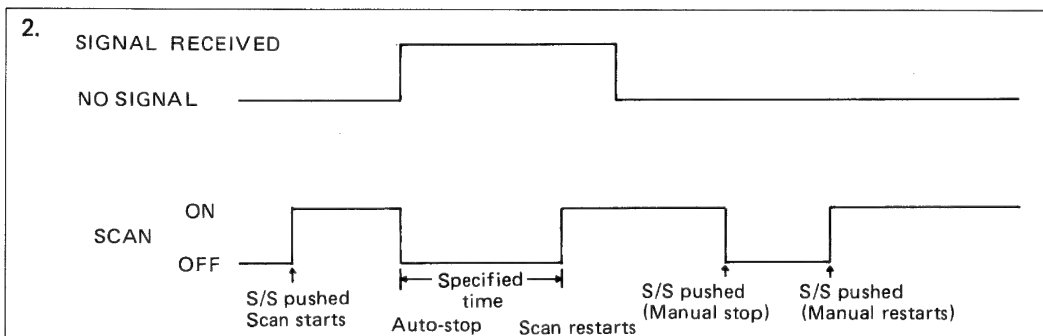 2.
SIGNAL RECEIVED
NO SIGNAL
ON
SCAN
OFF
S/S pushed
Scan starts
Specified
time
Auto-stop
Scan restarts
S/S pushed
(Manual stop)
S/S pushed
(Manual restarts)